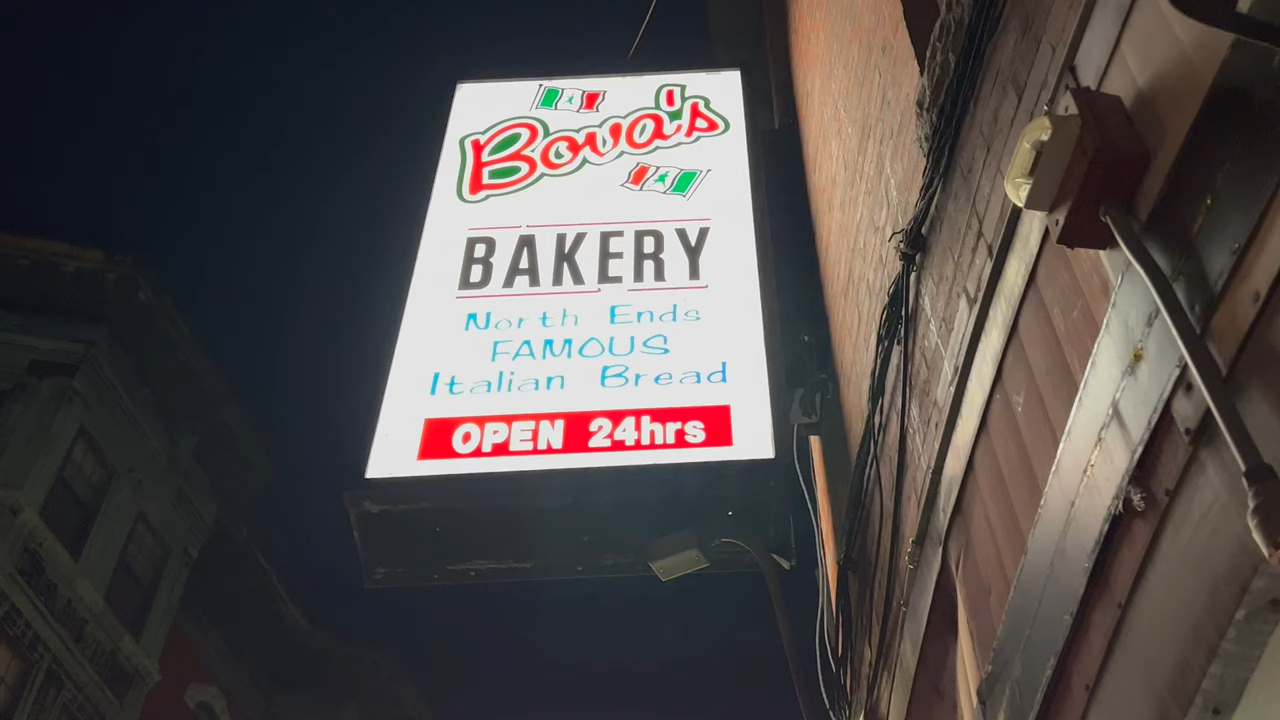 Bova's
BAKERY
North Ends
FAMOUS
Italian Bread
OPEN 24hrs